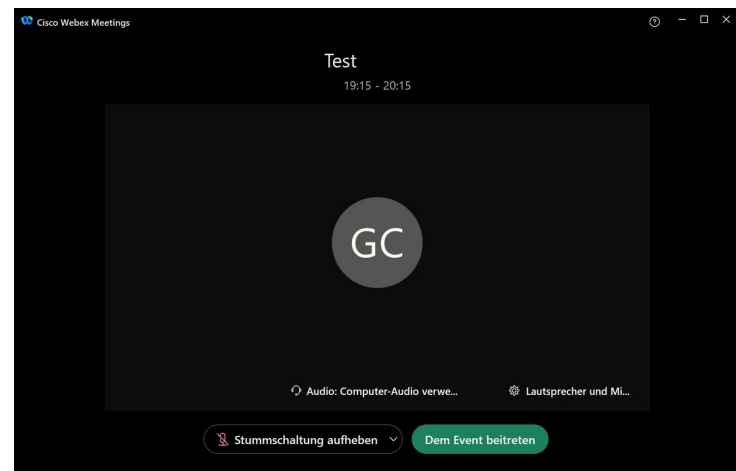 Cisco Webex Meetings
Test
19:15 - 20:15
GC
Audio: Computer-Audio verwe...
Lautsprecher und Mi...
Stummschaltung aufheben
Dem Event beitreten